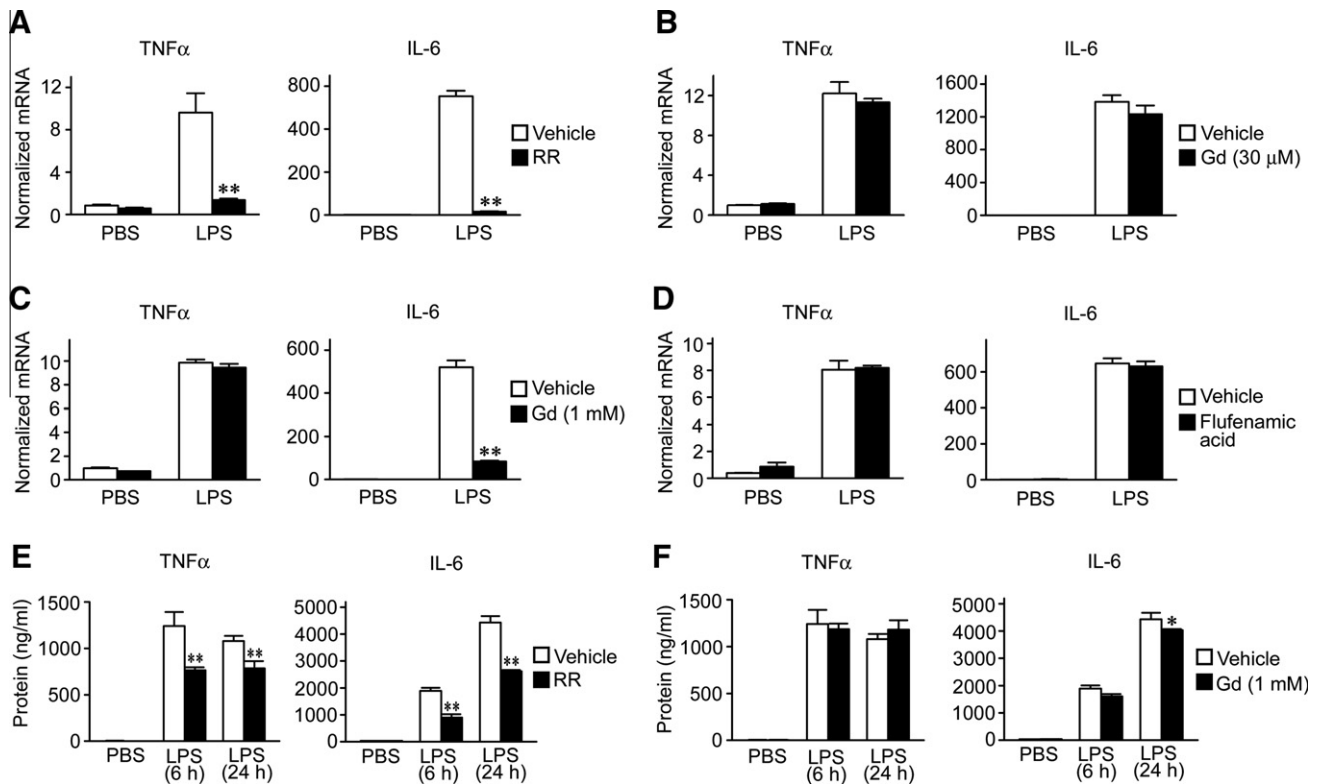 A
TNFα
IL-6
Normalized mRNA
12
8
4
0
PBS
LPS
**
800
600
400
200
0
PBS
LPS
**
Vehicle
RR
B
TNFα
IL-6
Normalized mRNA
12
8
4
0
PBS
LPS
1600
1200
800
400
0
PBS
LPS
Vehicle
Gd (30 μM)
C
TNFα
IL-6
Normalized mRNA
10
8
6
4
2
0
PBS
LPS
600
400
200
0
PBS
LPS
**
Vehicle
Gd (1 mM)
D
TNFα
IL-6
Normalized mRNA
10
8
6
4
2
0
PBS
LPS
600
400
200
0
PBS
LPS
Vehicle
Flufenamic
acid
E
TNFα
IL-6
Protein (ng/ml)
1500
1000
500
0
PBS
LPS
(6 h)
LPS
(24 h)
**
**
5000
4000
3000
2000
1000
0
PBS
LPS
(6 h)
LPS
(24 h)
**
**
Vehicle
RR
F
TNFα
IL-6
Protein (ng/ml)
1500
1000
500
0
PBS
LPS
(6 h)
LPS
(24 h)
5000
4000
3000
2000
1000
0
PBS
LPS
(6 h)
LPS
(24 h)
*
Vehicle
Gd (1 mM)